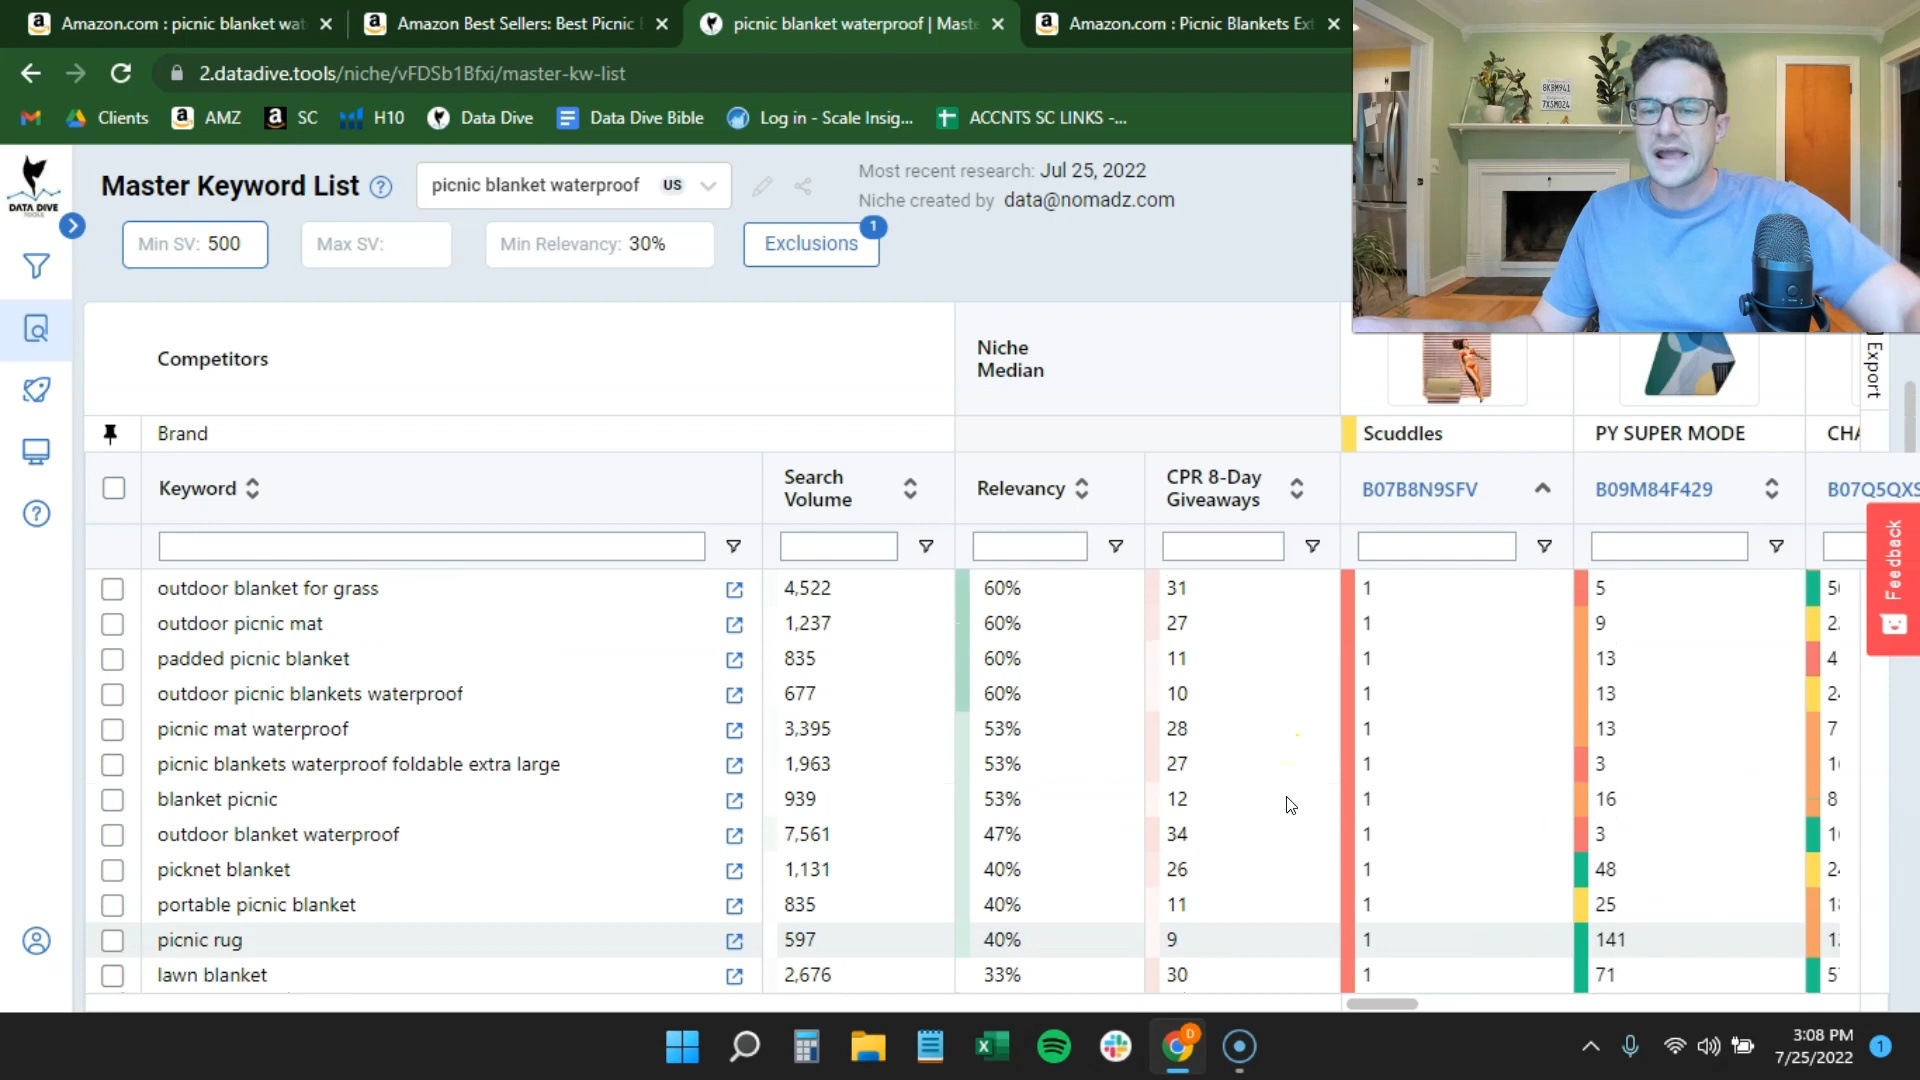 Amazon.com : picnic blanket wat
Amazon Best Sellers: Best Picnic
picnic blanket waterproof | Maste
Amazon.com : Picnic Blankets Ext
2.datadive.tools/niche/vFDSb1Bfxi/master-kw-list
Clients
AMZ
SC
H10
Data Dive
Data Dive Bible
Log in - Scale Insig...
ACCNTS SC LINKS -...
8KBM941
7XSM024
DATA DIVE
TOOLS
Master Keyword List
picnic blanket waterproof US
Most recent research: Jul 25, 2022
Niche created by data@nomadz.com
Min SV: 500
Max SV:
Min Relevancy: 30%
Exclusions 1
Competitors
Niche
Median
Export
Brand
Scuddles
PY SUPER MODE
CHA
Keyword
Search
Volume
Relevancy
CPR 8-Day
Giveaways
B07B8N9SFV
B09M84F429
B07Q5QXS
Feedback
outdoor blanket for grass 4,522 60% 31 1 5
outdoor picnic mat 1,237 60% 27 1 9
padded picnic blanket 835 60% 11 1 13 4
outdoor picnic blankets waterproof 677 60% 10 1 13
picnic mat waterproof 3,395 53% 28 1 13 7
picnic blankets waterproof foldable extra large 1,963 53% 27 1 3
blanket picnic 939 53% 12 1 16 8
outdoor blanket waterproof 7,561 47% 34 1 3
picknet blanket 1,131 40% 26 1 48
portable picnic blanket 835 40% 11 1 25
picnic rug 597 40% 9 1 141
lawn blanket 2,676 33% 30 1 71
D
3:08 PM
7/25/2022
1